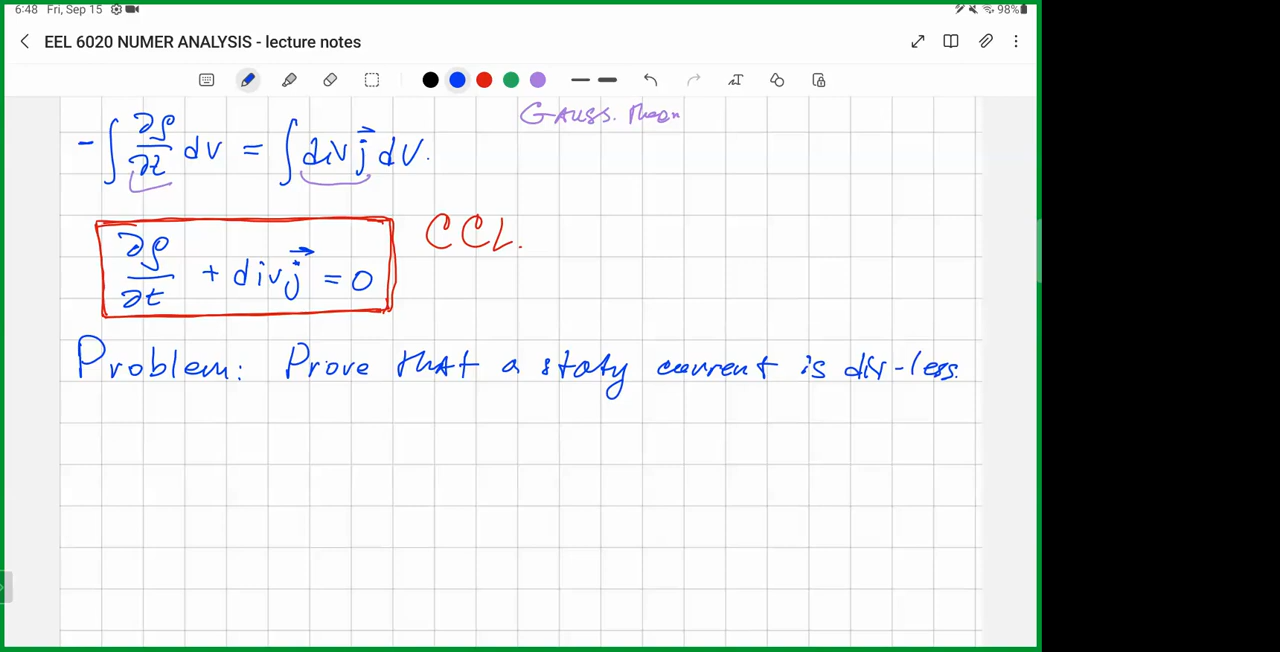 6:48 Fri, Sep 15 98%
EEL 6020 NUMER ANALYSIS - lecture notes
GAUSS. Theon
- ∫ ∂ρ/∂t dV = ∫ div j⃗ dV.
CCL.
∂ρ/∂t + div j⃗ = 0
Problem: Prove that a staty current is div-less.